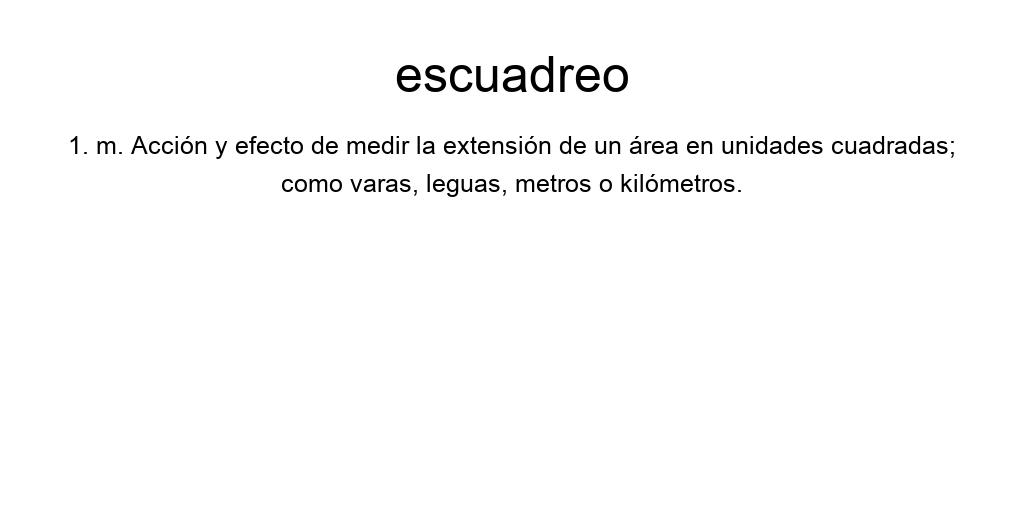 escuadreo
1. m. Acción y efecto de medir la extensión de un área en unidades cuadradas;
como varas, leguas, metros o kilómetros.